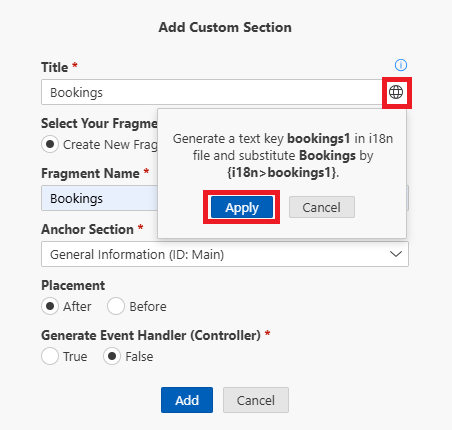 Add Custom Section
Title *
Bookings
Generate a text key bookings1 in i18n
file and substitute Bookings by
{i18n>bookings1}.
Apply Cancel
Select Your Fragme
Create New Frag
Fragment Name *
Bookings
Anchor Section *
General Information (ID: Main)
Placement
After Before
Generate Event Handler (Controller) *
True False
Add Cancel